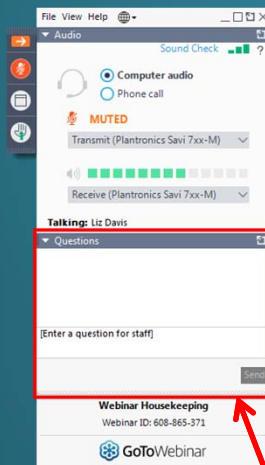 File View Help
Audio
Sound Check ?
Computer audio
Phone call
MUTED
Transmit (Plantronics Savi 7xx-M)
Receive (Plantronics Savi 7xx-M)
Talking: Liz Davis
Questions
[Enter a question for staff]
Send
Webinar Housekeeping
Webinar ID: 608-865-371
GoToWebinar